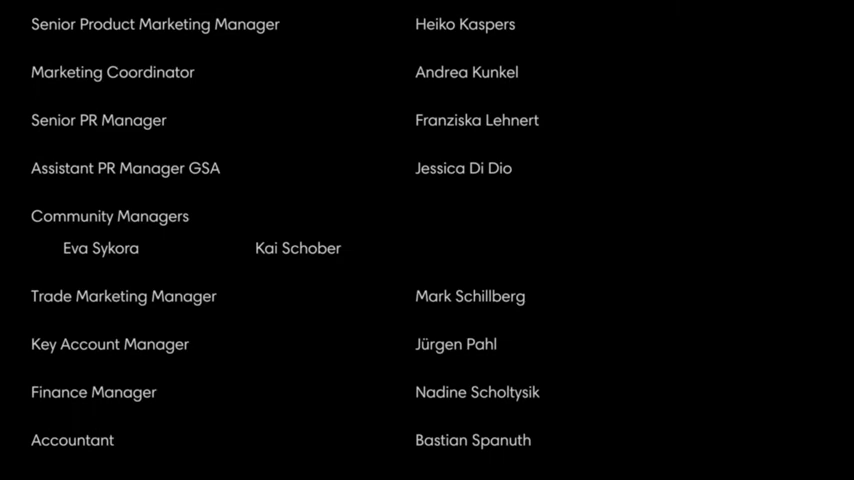 Senior Product Marketing Manager Heiko Kaspers
Marketing Coordinator Andrea Kunkel
Senior PR Manager Franziska Lehnert
Assistant PR Manager GSA Jessica Di Dio
Community Managers
Eva Sykora Kai Schober
Trade Marketing Manager Mark Schillberg
Key Account Manager Jürgen Pahl
Finance Manager Nadine Scholtysik
Accountant Bastian Spanuth